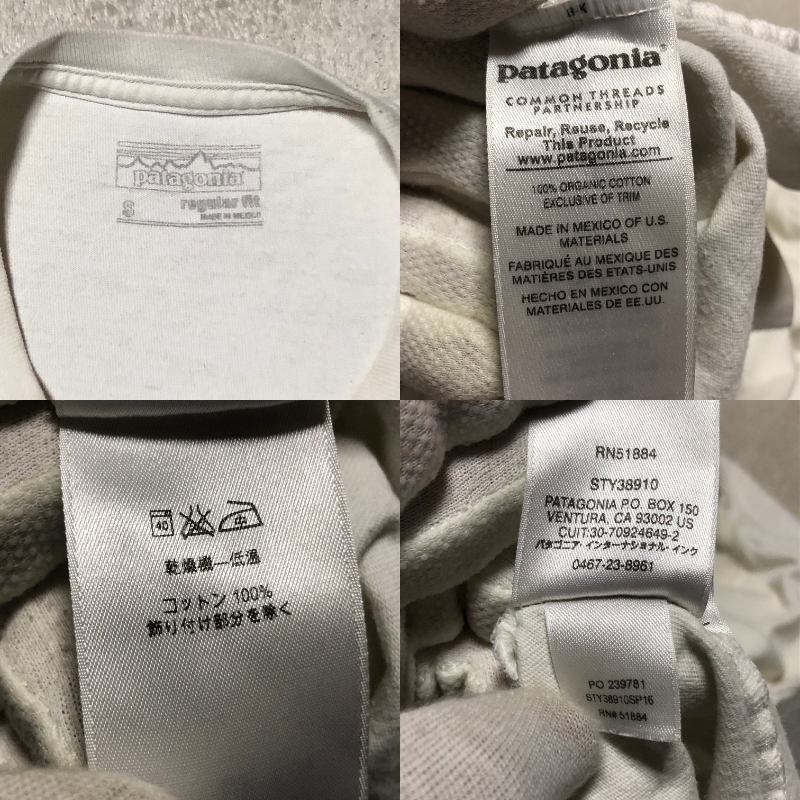 patagonia
S
regular fit
MADE IN MEXICO
patagonia®
COMMON THREADS
PARTNERSHIP
Repair, Reuse, Recycle
This Product
www.patagonia.com
100% ORGANIC COTTON
EXCLUSIVE OF TRIM
MADE IN MEXICO OF U.S.
MATERIALS
FABRIQUÉ AU MEXIQUE DES
MATIÈRES DES ETATS-UNIS
HECHO EN MEXICO CON
MATERIALES DE EE.UU.
40 中
乾燥機—低温
コットン 100%
飾り付け部分を除く
RN51884
STY38910
PATAGONIA P.O. BOX 150
VENTURA, CA 93002 US
CUIT:30-70924649-2
パタゴニア・インターナショナル・インク
0467-23-8961
PO 239781
STY38910SP16
RN# 51884